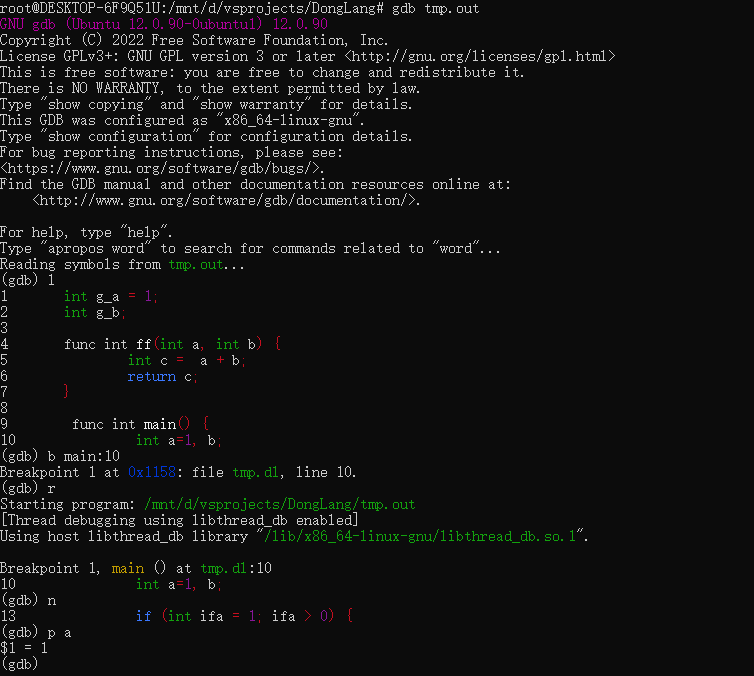 root@DESKTOP-6F9Q51U:/mnt/d/vsprojects/DongLang# gdb tmp.out
GNU gdb (Ubuntu 12.0.90-0ubuntu1) 12.0.90
Copyright (C) 2022 Free Software Foundation, Inc.
License GPLv3+: GNU GPL version 3 or later <http://gnu.org/licenses/gpl.html>
This is free software: you are free to change and redistribute it.
There is NO WARRANTY, to the extent permitted by law.
Type "show copying" and "show warranty" for details.
This GDB was configured as "x86_64-linux-gnu".
Type "show configuration" for configuration details.
For bug reporting instructions, please see:
<https://www.gnu.org/software/gdb/bugs/>.
Find the GDB manual and other documentation resources online at:
    <http://www.gnu.org/software/gdb/documentation/>.

For help, type "help".
Type "apropos word" to search for commands related to "word"...
Reading symbols from tmp.out...
(gdb) l
1       int g_a = 1;
2       int g_b;
3
4       func int ff(int a, int b) {
5               int c =  a + b;
6               return c;
7       }
8
9        func int main() {
10               int a=1, b;
(gdb) b main:10
Breakpoint 1 at 0x1158: file tmp.dl, line 10.
(gdb) r
Starting program: /mnt/d/vsprojects/DongLang/tmp.out
[Thread debugging using libthread_db enabled]
Using host libthread_db library "/lib/x86_64-linux-gnu/libthread_db.so.1".

Breakpoint 1, main () at tmp.dl:10
10               int a=1, b;
(gdb) n
13               if (int ifa = 1; ifa > 0) {
(gdb) p a
$1 = 1
(gdb)